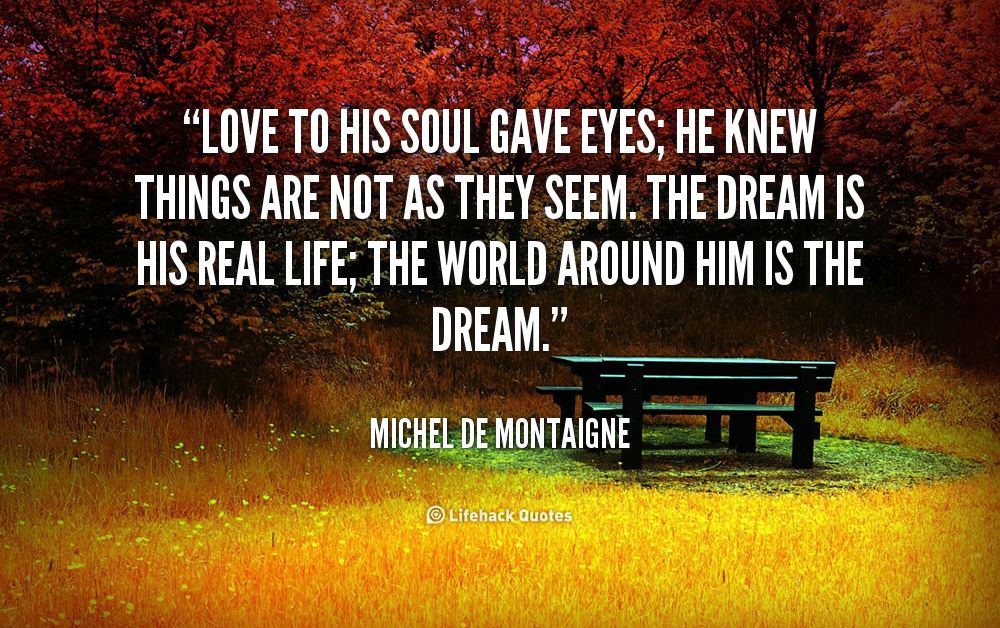 “LOVE TO HIS SOUL GAVE EYES; HE KNEW
THINGS ARE NOT AS THEY SEEM. THE DREAM IS
HIS REAL LIFE; THE WORLD AROUND HIM IS THE
DREAM.”
MICHEL DE MONTAIGNE
Lifehack Quotes